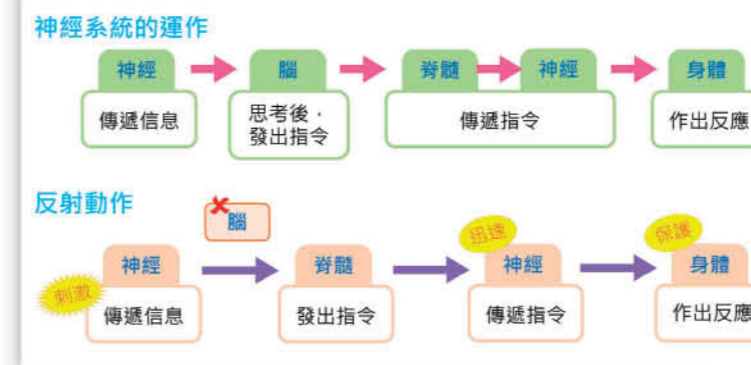 神經系統的運作
神經
腦
脊髓
神經
身體
傳遞信息
思考後，
發出指令
傳遞指令
作出反應
反射動作
腦
迅速
保護
神經
脊髓
神經
身體
刺激
傳遞信息
發出指令
傳遞指令
作出反應